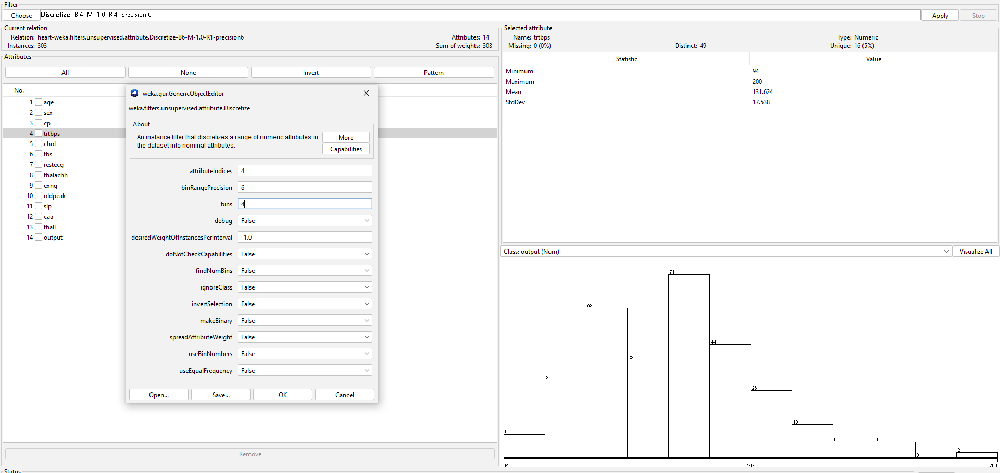 Filter
Choose Discretize -B 4 -M -1.0 -R 4 -precision 6 Apply Stop
Current relation
Relation: heart-weka.filters.unsupervised.attribute.Discretize-B6-M-1.0-R1-precision6 Attributes: 14
Instances: 303 Sum of weights: 303
Attributes
All None Invert Pattern
No.
1 age
2 sex
3 cp
4 trtbps
5 chol
6 fbs
7 restecg
8 thalachh
9 exng
10 oldpeak
11 slp
12 caa
13 thall
14 output
Remove
Status
weka.gui.GenericObjectEditor
weka.filters.unsupervised.attribute.Discretize
About
An instance filter that discretizes a range of numeric attributes in
the dataset into nominal attributes.
More
Capabilities
attributeIndices 4
binRangePrecision 6
bins 4
debug False
desiredWeightOfInstancesPerInterval -1.0
doNotCheckCapabilities False
findNumBins False
ignoreClass False
invertSelection False
makeBinary False
spreadAttributeWeight False
useBinNumbers False
useEqualFrequency False
Open... Save... OK Cancel
Selected attribute
Name: trtbps Type: Numeric
Missing: 0 (0%) Distinct: 49 Unique: 16 (5%)
Statistic Value
Minimum 94
Maximum 200
Mean 131.624
StdDev 17.538
Class: output (Num) Visualize All
9
30
58
38
71
44
26
13
6
6
0
2
94 147 200